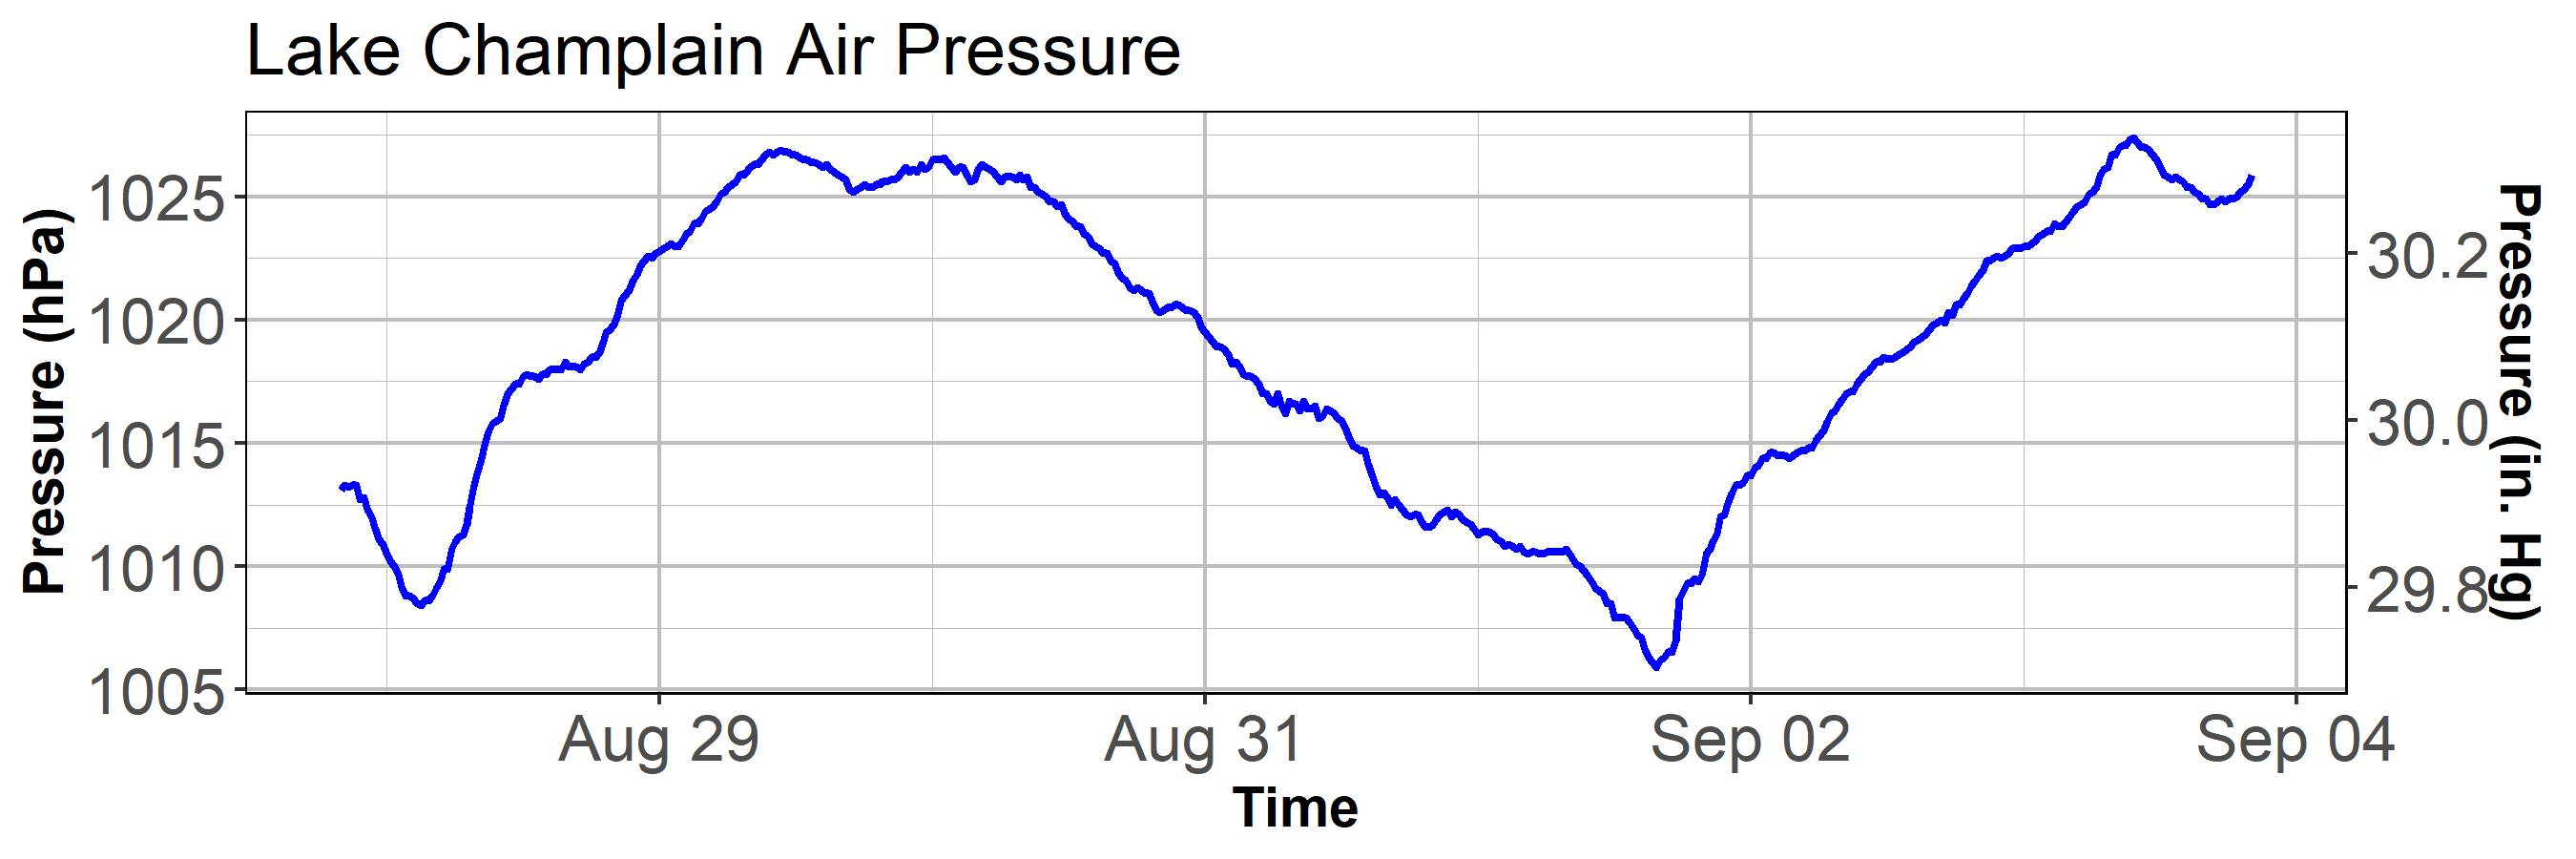 Lake Champlain Air Pressure
Pressure (hPa)
1025
1020
1015
1010
1005
30.2
30.0
29.8
Pressure (in. Hg)
Aug 29 Aug 31 Sep 02 Sep 04
Time